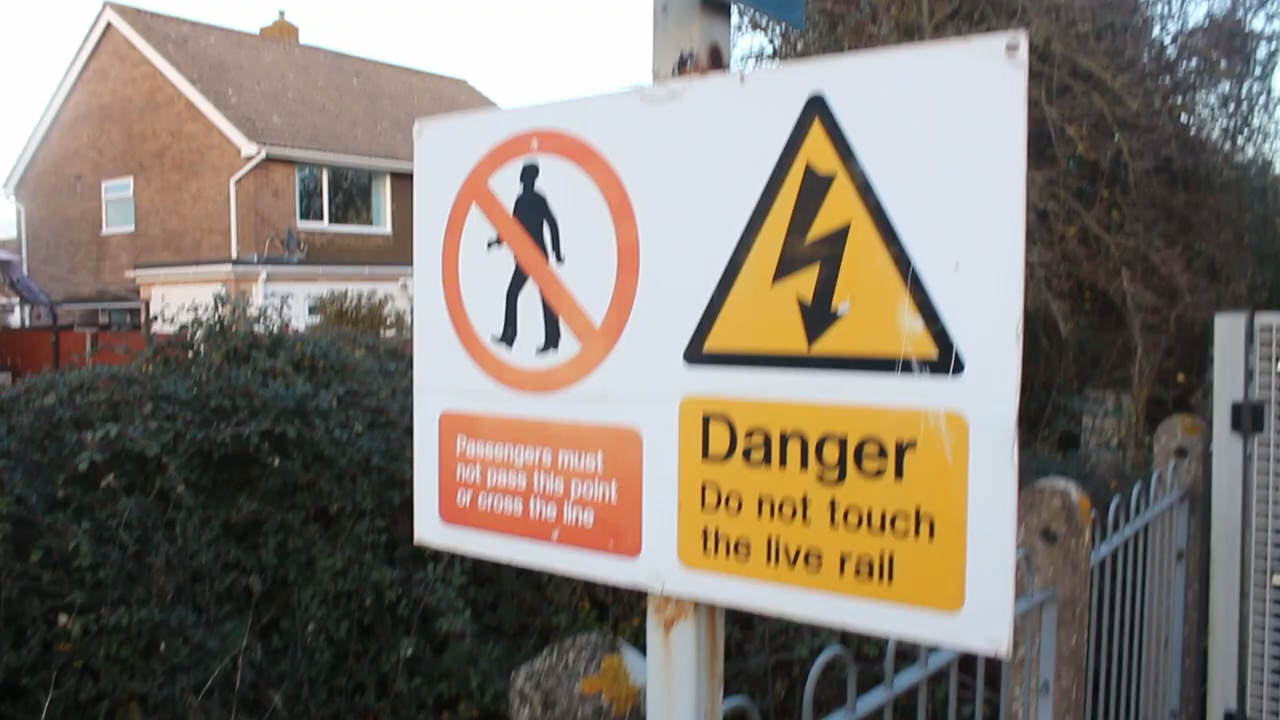 Passengers must
not pass this point
or cross the line
Danger
Do not touch
the live rail